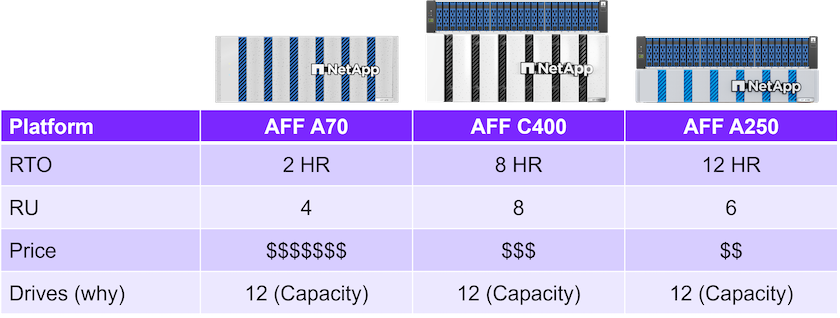 NetApp
NetApp
NetApp
Platform AFF A70 AFF C400 AFF A250
RTO 2 HR 8 HR 12 HR
RU 4 8 6
Price $$$$$$$ $$$ $$
Drives (why) 12 (Capacity) 12 (Capacity) 12 (Capacity)